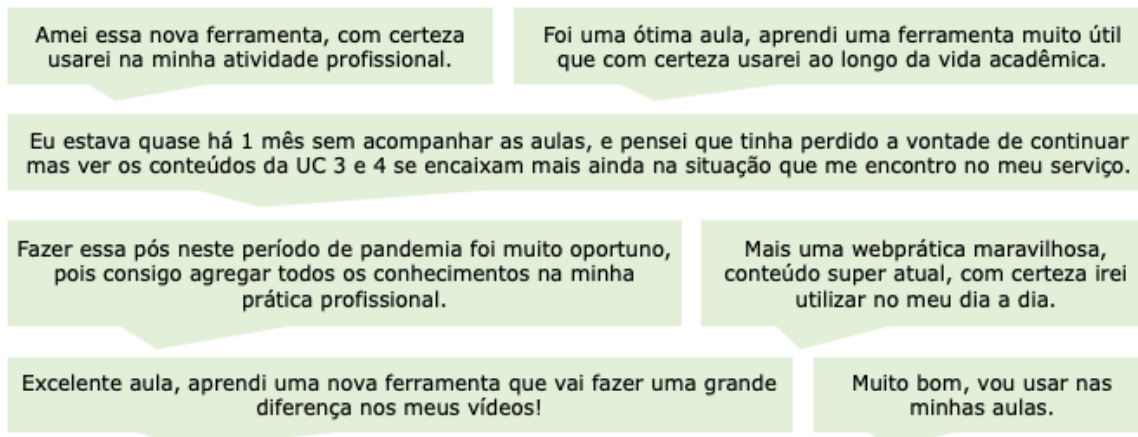 Amei essa nova ferramenta, com certeza
usarei na minha atividade profissional.
Foi uma ótima aula, aprendi uma ferramenta muito útil
que com certeza usarei ao longo da vida acadêmica.
Eu estava quase há 1 mês sem acompanhar as aulas, e pensei que tinha perdido a vontade de continuar
mas ver os conteúdos da UC 3 e 4 se encaixam mais ainda na situação que me encontro no meu serviço.
Fazer essa pós neste período de pandemia foi muito oportuno,
pois consigo agregar todos os conhecimentos na minha
prática profissional.
Mais uma webprática maravilhosa,
conteúdo super atual, com certeza irei
utilizar no meu dia a dia.
Excelente aula, aprendi uma nova ferramenta que vai fazer uma grande
diferença nos meus vídeos!
Muito bom, vou usar nas
minhas aulas.